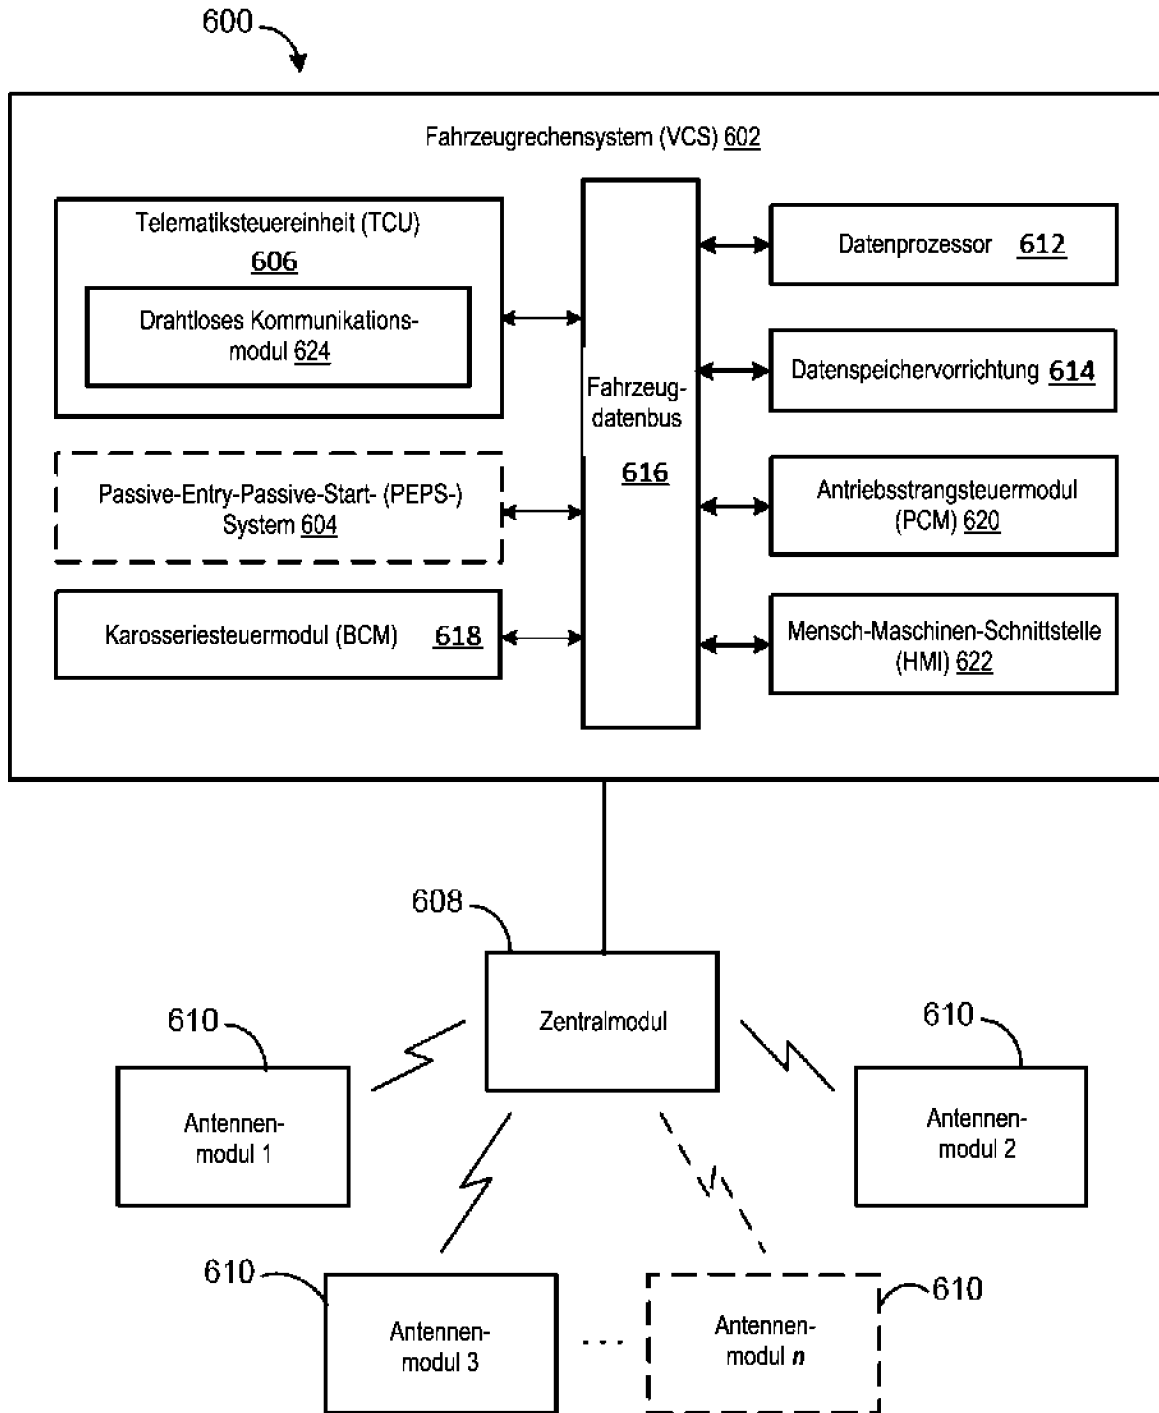 600
Fahrzeugrechensystem (VCS) 602
Telematiksteuereinheit (TCU)
606
Drahtloses Kommunikations-
modul 624
Passive-Entry-Passive-Start- (PEPS-)
System 604
Karosseriesteuermodul (BCM) 618
Fahrzeug-
datenbus
616
Datenprozessor 612
Datenspeichervorrichtung 614
Antriebsstrangsteuermodul
(PCM) 620
Mensch-Maschinen-Schnittstelle
(HMI) 622
608
Zentralmodul
610
Antennen-
modul 1
610
Antennen-
modul 2
610
Antennen-
modul 3
...
610
Antennen-
modul n